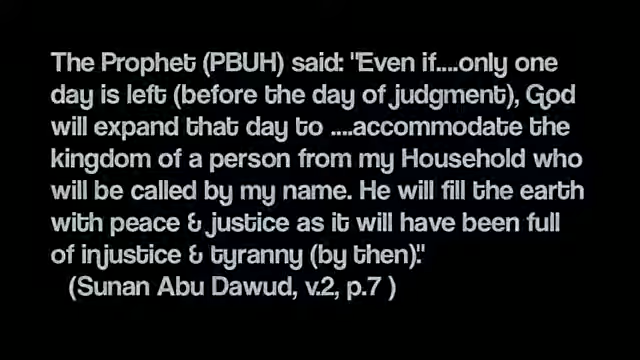 The Prophet (PBUH) said: "Even if....only one
day is left (before the day of judgment), God
will expand that day to ....accommodate the
kingdom of a person from my Household who
will be called by my name. He will fill the earth
with peace & justice as it will have been full
of injustice & tyranny (by then)."
(Sunan Abu Dawud, v.2, p.7 )